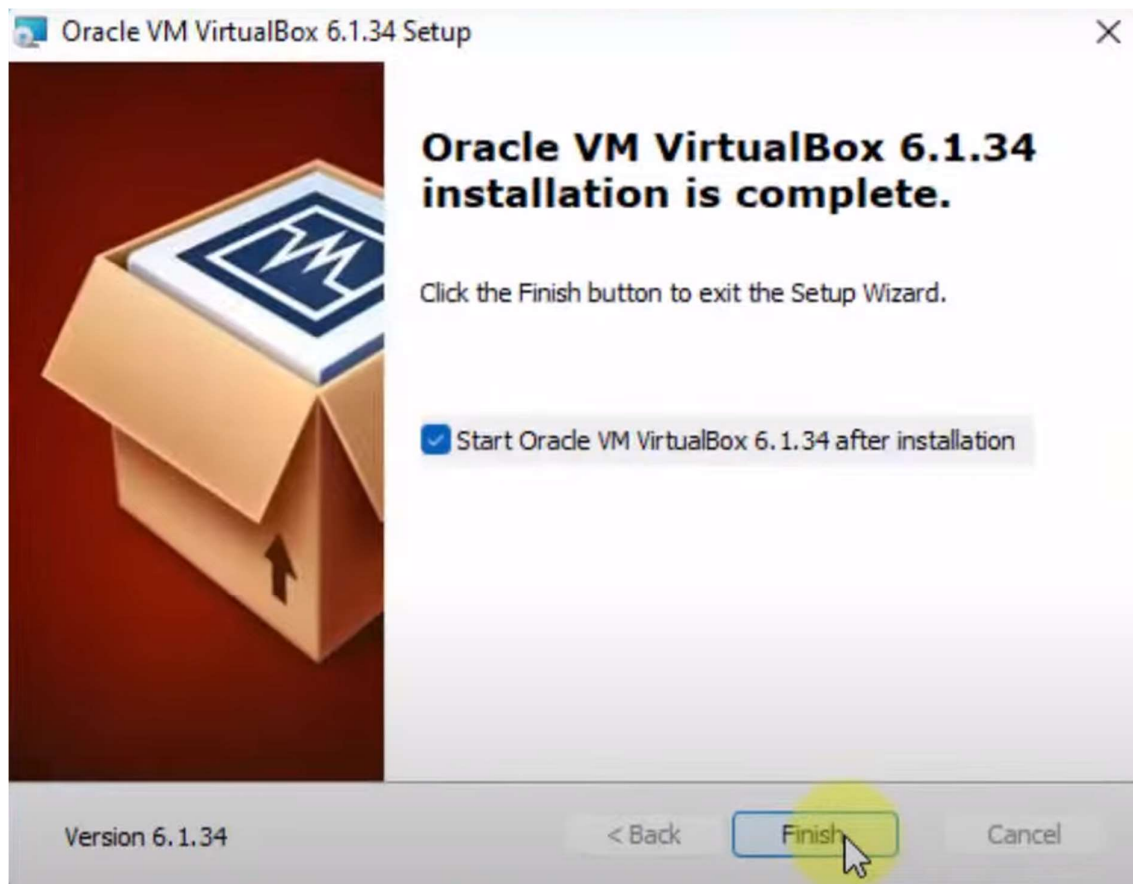 Oracle VM VirtualBox 6.1.34 Setup
Oracle VM VirtualBox 6.1.34
installation is complete.
Click the Finish button to exit the Setup Wizard.
Start Oracle VM VirtualBox 6.1.34 after installation
Version 6.1.34
< Back
Finish
Cancel